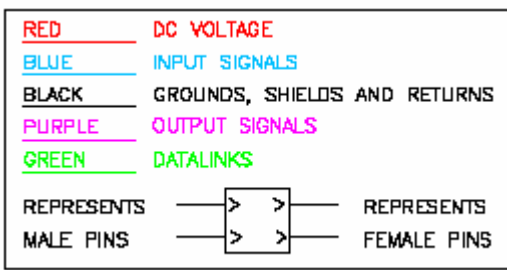 RED DC VOLTAGE
BLUE INPUT SIGNALS
BLACK GROUNDS, SHIELDS AND RETURNS
PURPLE OUTPUT SIGNALS
GREEN DATALINKS
REPRESENTS REPRESENTS
MALE PINS FEMALE PINS